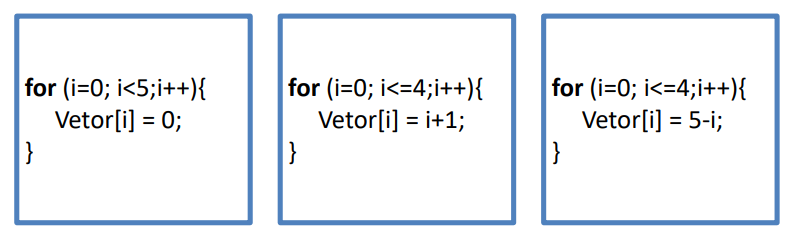 for (i=0; i<5;i++){
Vetor[i] = 0;
}
for (i=0; i<=4;i++){
Vetor[i] = i+1;
}
for (i=0; i<=4;i++){
Vetor[i] = 5-i;
}